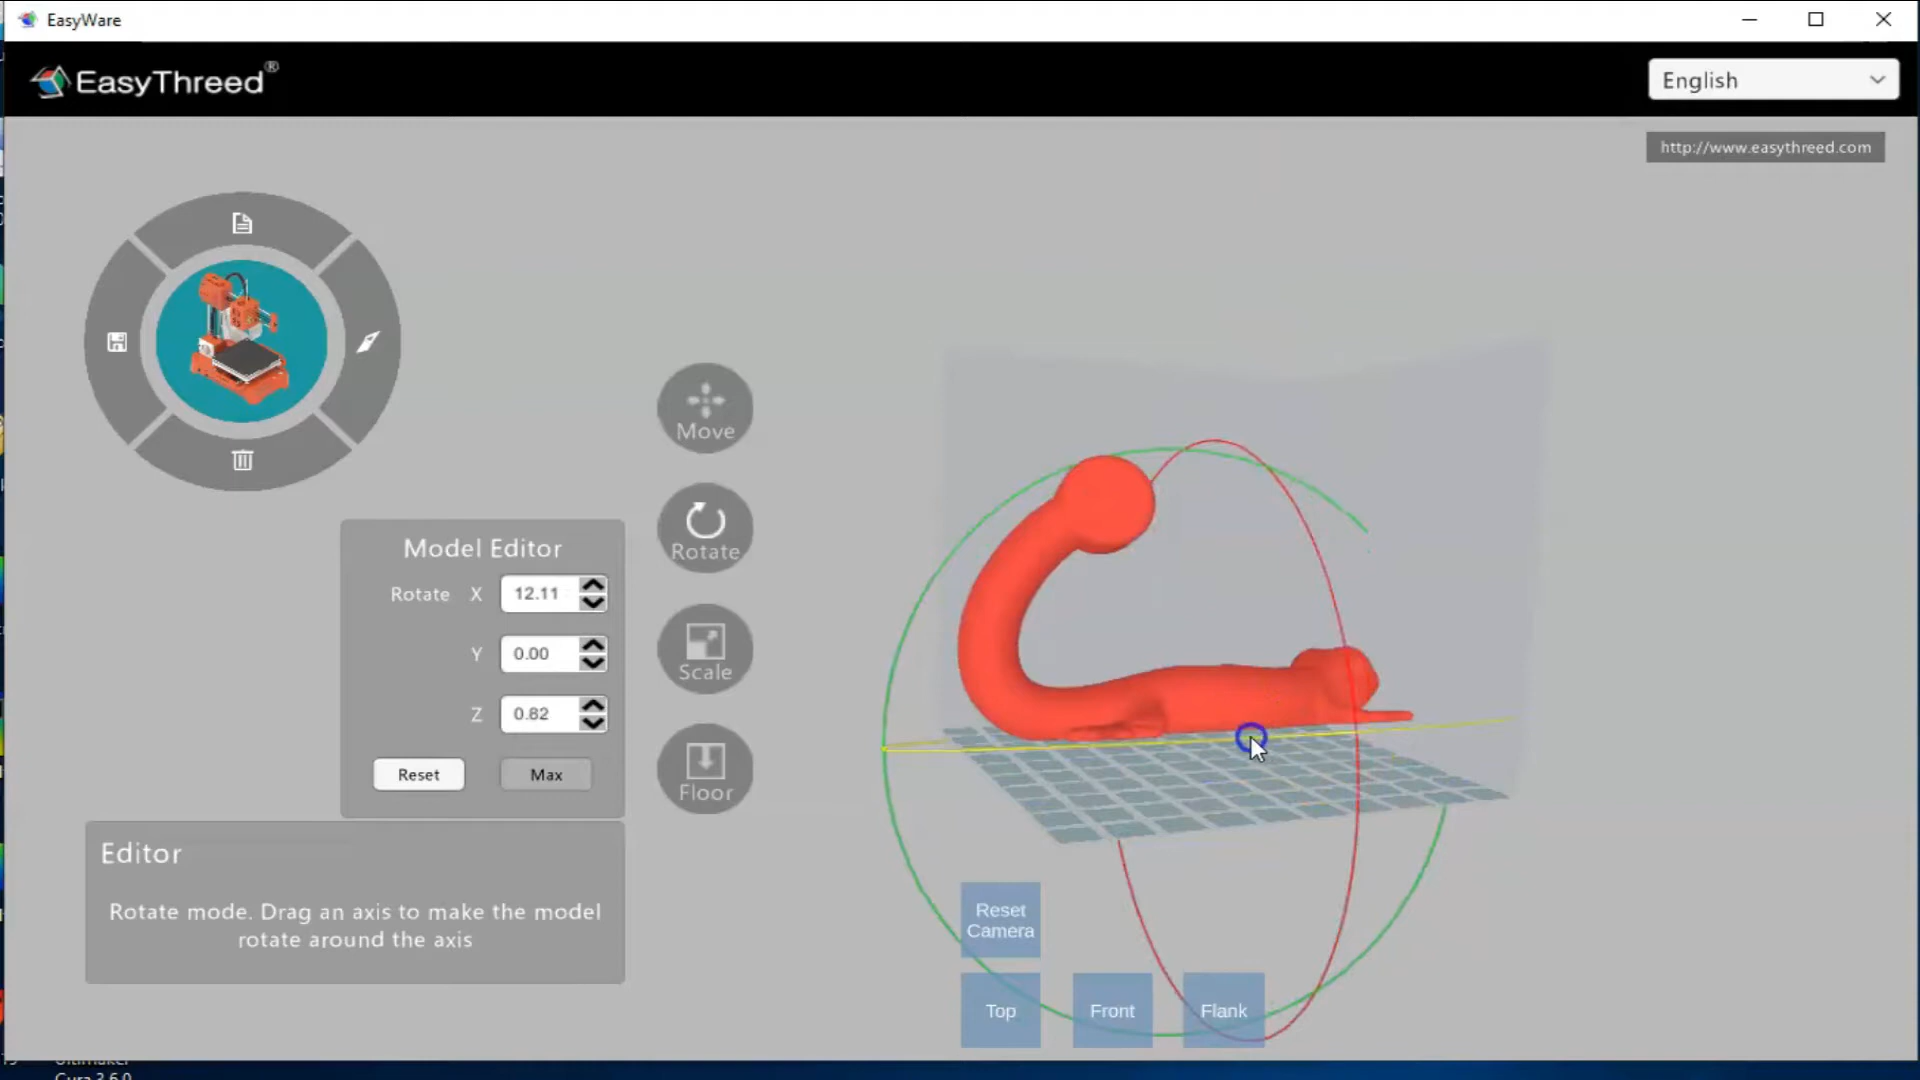 EasyWare
EasyThreed®
English
http://www.easythreed.com
Move
Rotate
Scale
Floor
Model Editor
Rotate X 12.11
Y 0.00
Z 0.82
Reset Max
Editor
Rotate mode. Drag an axis to make the model
rotate around the axis
Reset
Camera
Top Front Flank
Cura 3.6.0